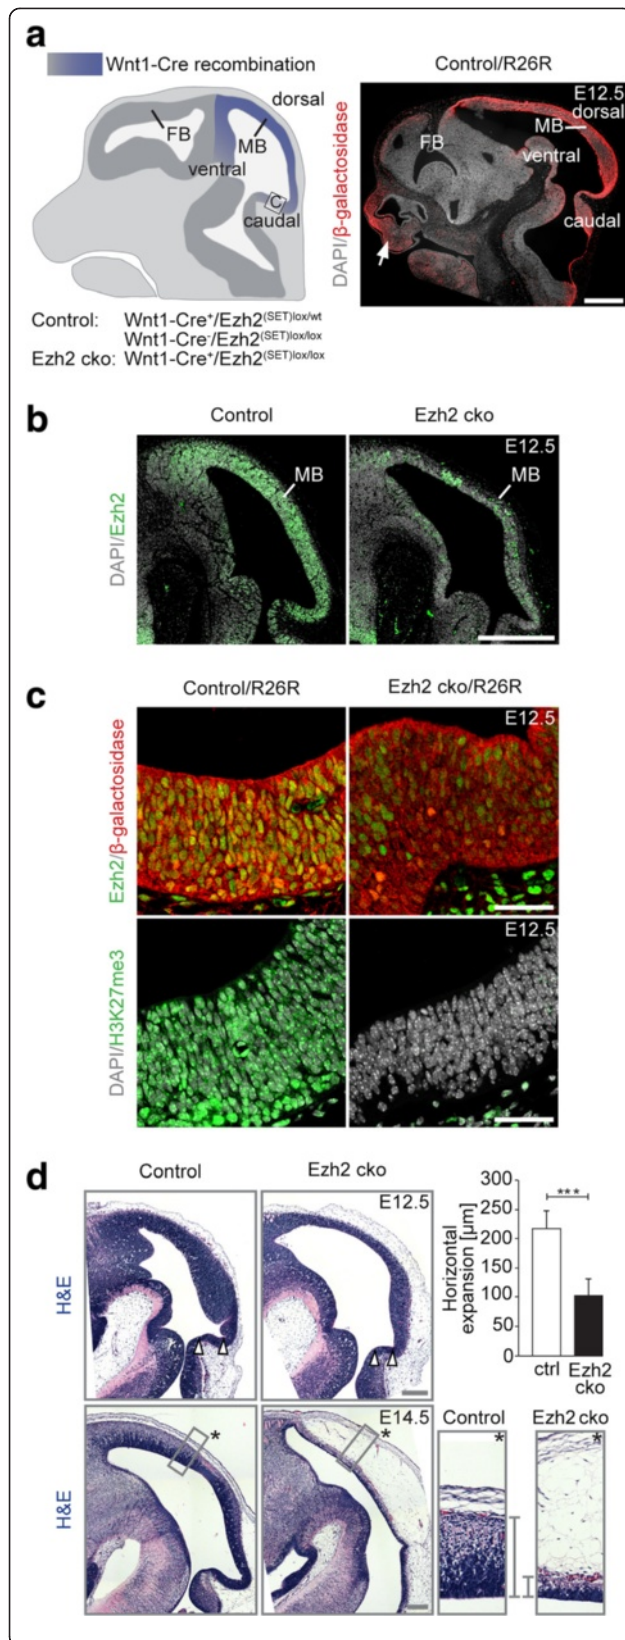 a
Wnt1-Cre recombination
dorsal
FB
MB
ventral
C
caudal
Control: Wnt1-Cre⁺/Ezh2(SET)lox/wt
Wnt1-Cre⁻/Ezh2(SET)lox/lox
Ezh2 cko: Wnt1-Cre⁺/Ezh2(SET)lox/lox
Control/R26R
DAPI/β-galactosidase
E12.5
dorsal
MB
FB
ventral
caudal
b
Control
Ezh2 cko
DAPI/Ezh2
MB
E12.5
MB
c
Control/R26R
Ezh2 cko/R26R
Ezh2/β-galactosidase
E12.5
DAPI/H3K27me3
E12.5
d
Control
Ezh2 cko
H&E
E12.5
Horizontal
expansion [μm]
300
250
200
150
100
50
0
***
ctrl
Ezh2
cko
H&E
*
E14.5
*
Control
*
Ezh2 cko
*